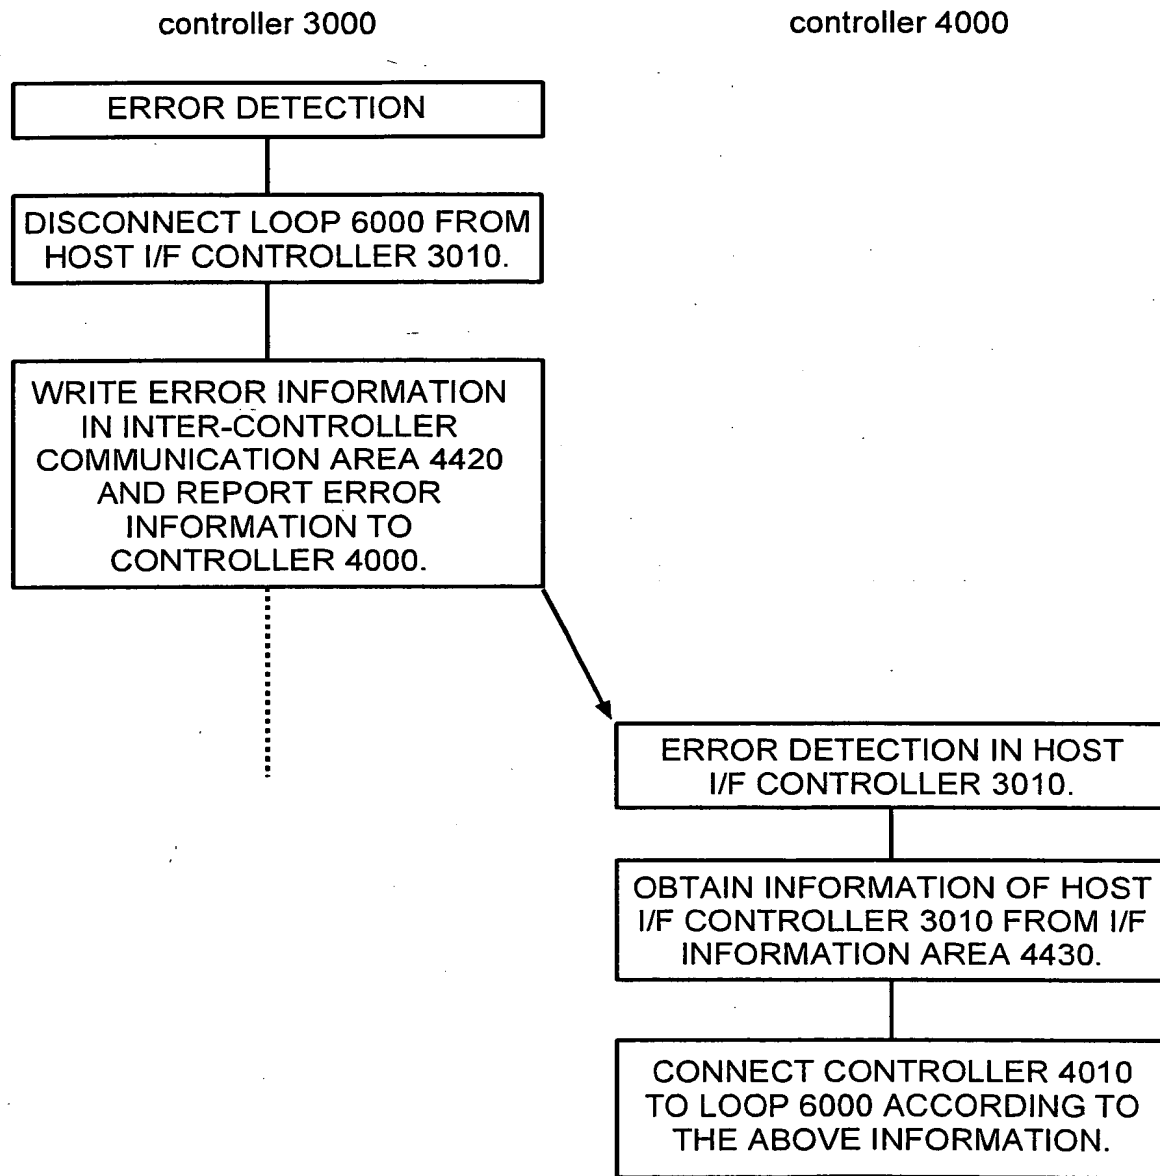 controller 3000
controller 4000
ERROR DETECTION
DISCONNECT LOOP 6000 FROM
HOST I/F CONTROLLER 3010.
WRITE ERROR INFORMATION
IN INTER-CONTROLLER
COMMUNICATION AREA 4420
AND REPORT ERROR
INFORMATION TO
CONTROLLER 4000.
ERROR DETECTION IN HOST
I/F CONTROLLER 3010.
OBTAIN INFORMATION OF HOST
I/F CONTROLLER 3010 FROM I/F
INFORMATION AREA 4430.
CONNECT CONTROLLER 4010
TO LOOP 6000 ACCORDING TO
THE ABOVE INFORMATION.